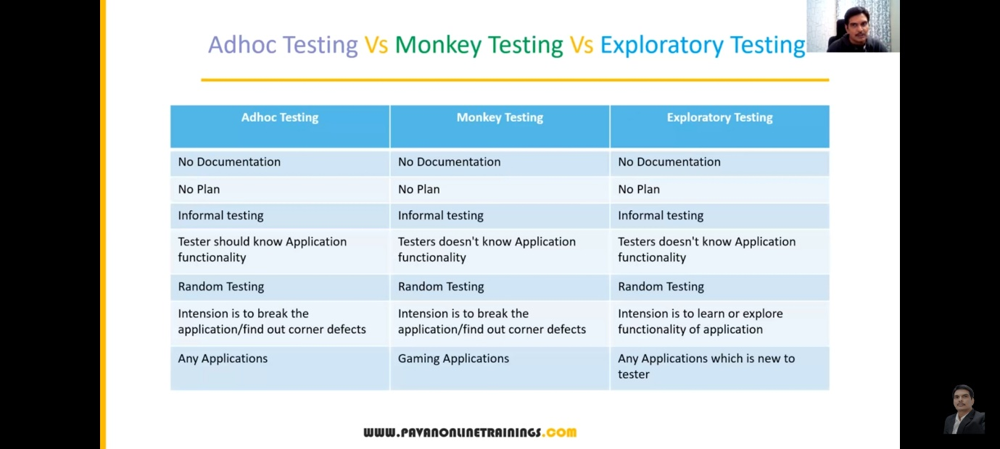 Adhoc Testing Vs Monkey Testing Vs Exploratory Testing
Adhoc Testing
Monkey Testing
Exploratory Testing
No Documentation
No Documentation
No Documentation
No Plan
No Plan
No Plan
Informal testing
Informal testing
Informal testing
Tester should know Application
functionality
Testers doesn't know Application
functionality
Testers doesn't know Application
functionality
Random Testing
Random Testing
Random Testing
Intension is to break the
application/find out corner defects
Intension is to break the
application/find out corner defects
Intension is to learn or explore
functionality of application
Any Applications
Gaming Applications
Any Applications which is new to
tester
WWW.PAVANONLINETRAININGS.COM